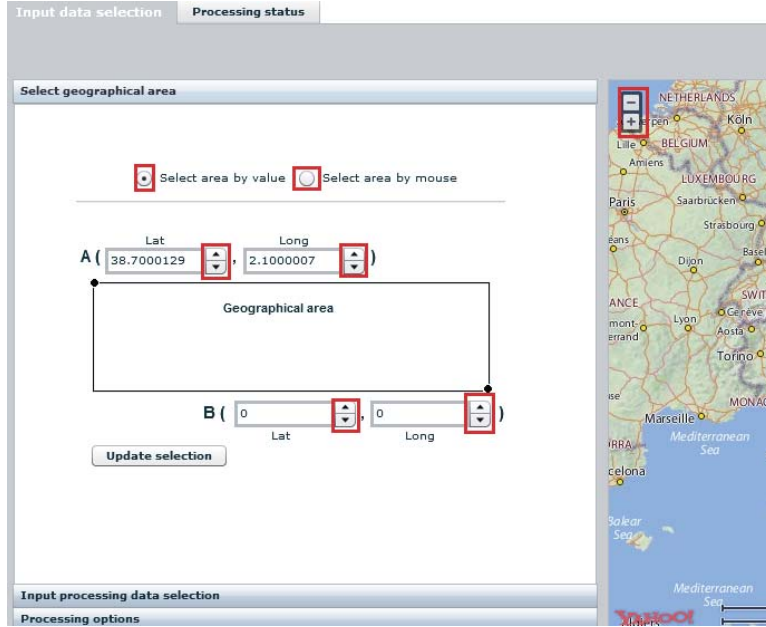 Input data selection
Processing status
Select geographical area
Select area by value
Select area by mouse
Lat
Long
A ( 38.7000129 , 2.1000007 )
Geographical area
B ( 0 , 0 )
Lat
Long
Update selection
Input processing data selection
Processing options
NETHERLANDS
Köln
Lille
BELGIUM
Amiens
LUXEMBOURG
Paris
Saarbrücken
Strasbourg
Dijon
Basel
Lyon
Genève
Aosta
Torino
Marseille
Mediterranean
Sea
Balear
Sea
Mediterranean
Sea
YAHOO!